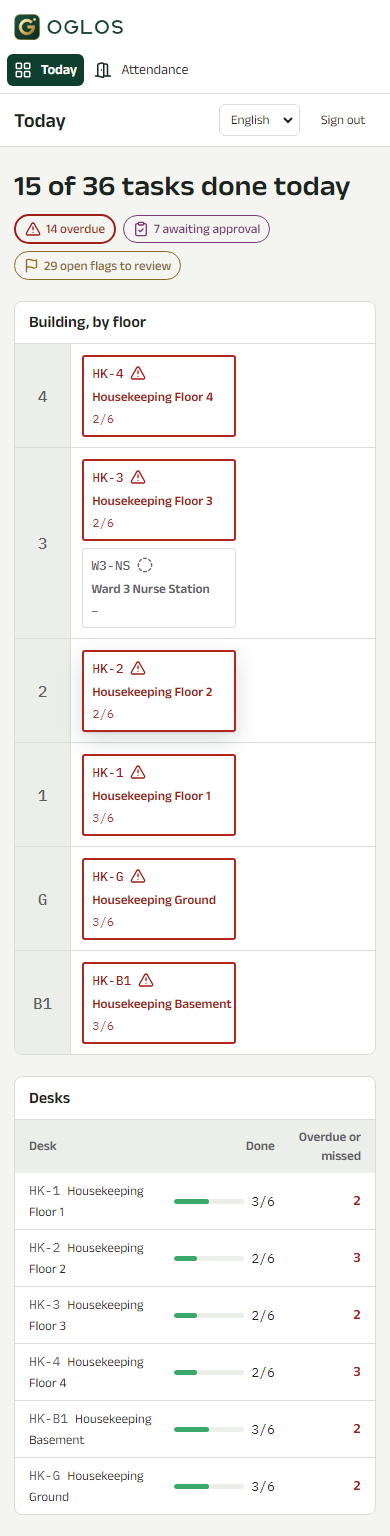 OGLOS
Today
Attendance
Today
English
Sign out
15 of 36 tasks done today
14 overdue
7 awaiting approval
29 open flags to review
Building, by floor
4
HK-4
Housekeeping Floor 4
2/6
3
HK-3
Housekeeping Floor 3
2/6
W3-NS
Ward 3 Nurse Station
–
2
HK-2
Housekeeping Floor 2
2/6
1
HK-1
Housekeeping Floor 1
3/6
G
HK-G
Housekeeping Ground
3/6
B1
HK-B1
Housekeeping Basement
3/6
Desks
Desk Done Overdue or
missed
HK-1 Housekeeping
Floor 1 3/6 2
HK-2 Housekeeping
Floor 2 2/6 3
HK-3 Housekeeping
Floor 3 2/6 2
HK-4 Housekeeping
Floor 4 2/6 3
HK-B1 Housekeeping
Basement 3/6 2
HK-G Housekeeping
Ground 3/6 2